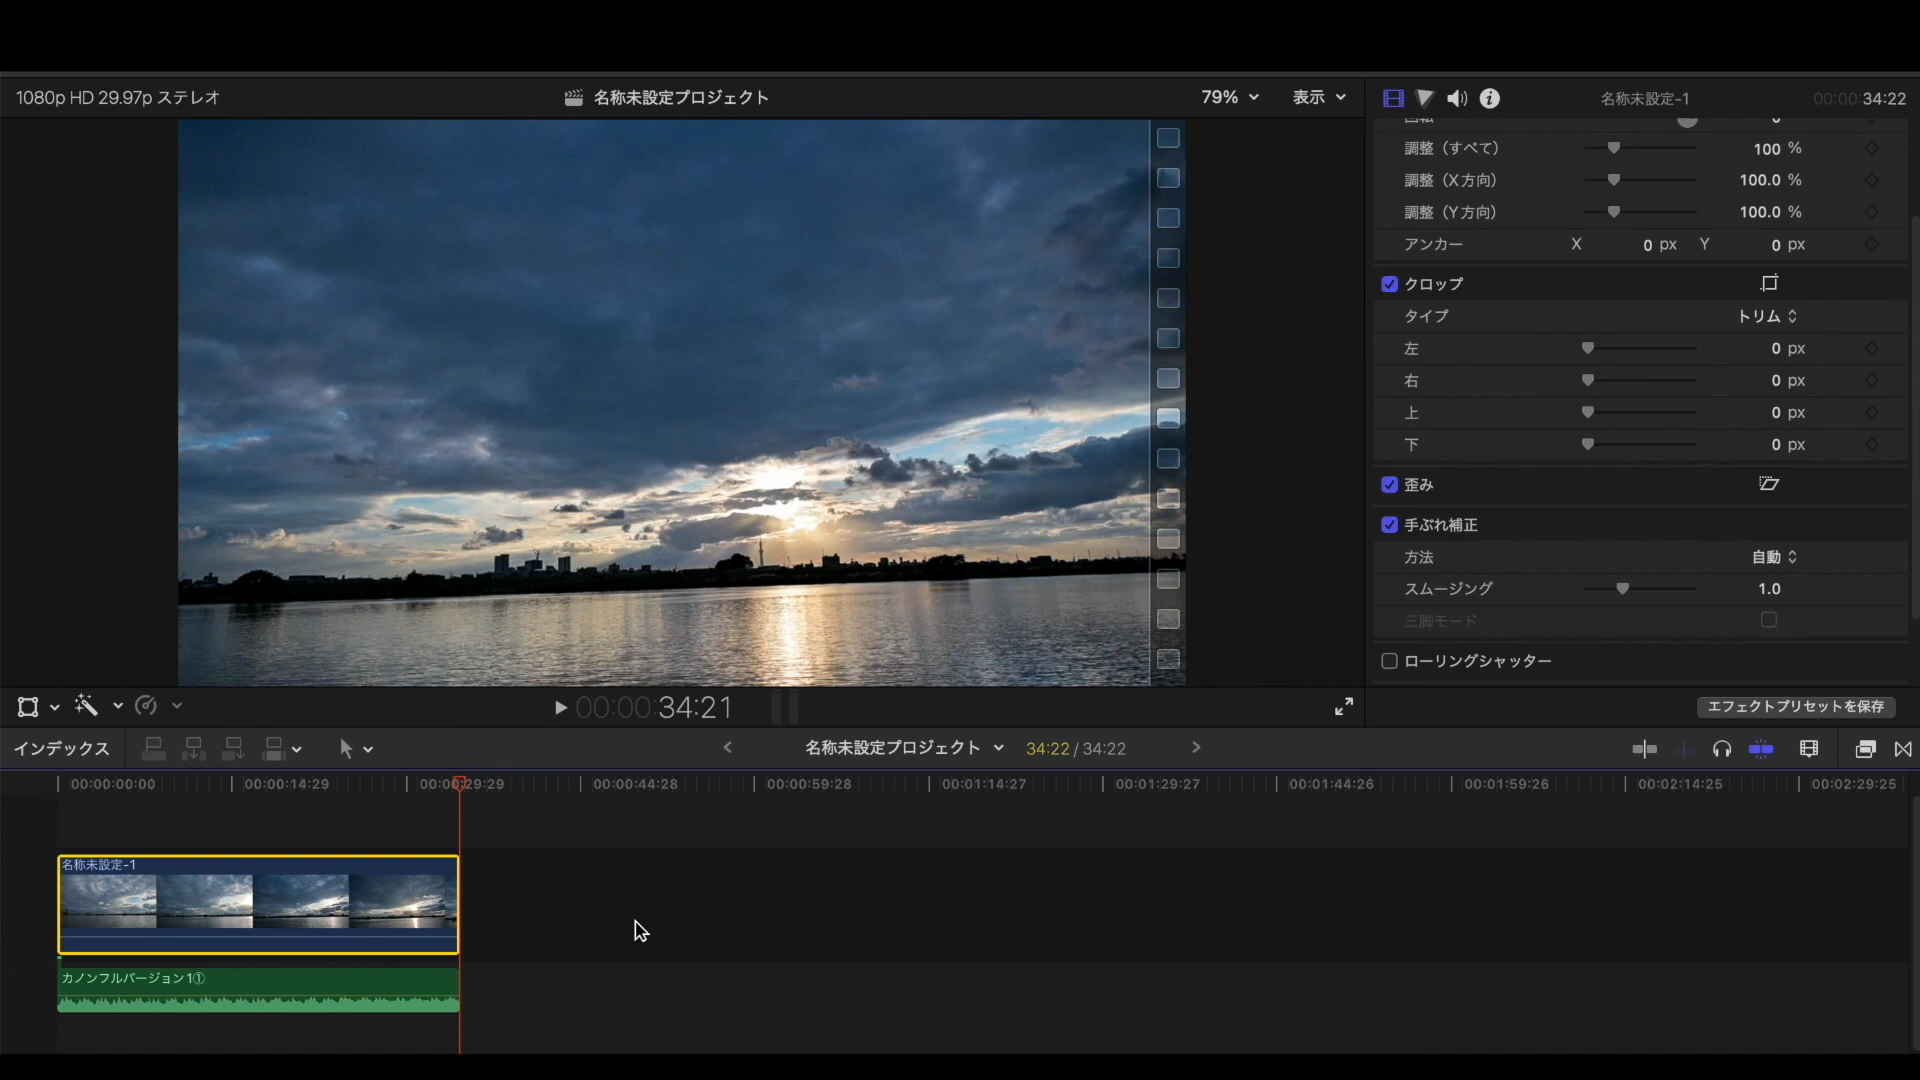 1080p HD 29.97p ステレオ
名称未設定プロジェクト
79%
表示
名称未設定-1
00:00:34:22
回転
0
調整（すべて）
100 %
調整（X方向）
100.0 %
調整（Y方向）
100.0 %
アンカー X 0 px Y 0 px
クロップ
タイプ トリム
左 0 px
右 0 px
上 0 px
下 0 px
歪み
手ぶれ補正
方法 自動
スムージング 1.0
三脚モード
ローリングシャッター
00:00:34:21
エフェクトプリセットを保存
インデックス
名称未設定プロジェクト
34:22 / 34:22
00:00:00:00
00:00:14:29
00:00:29:29
00:00:44:28
00:00:59:28
00:01:14:27
00:01:29:27
00:01:44:26
00:01:59:26
00:02:14:25
00:02:29:25
名称未設定-1
カノンフルバージョン1①